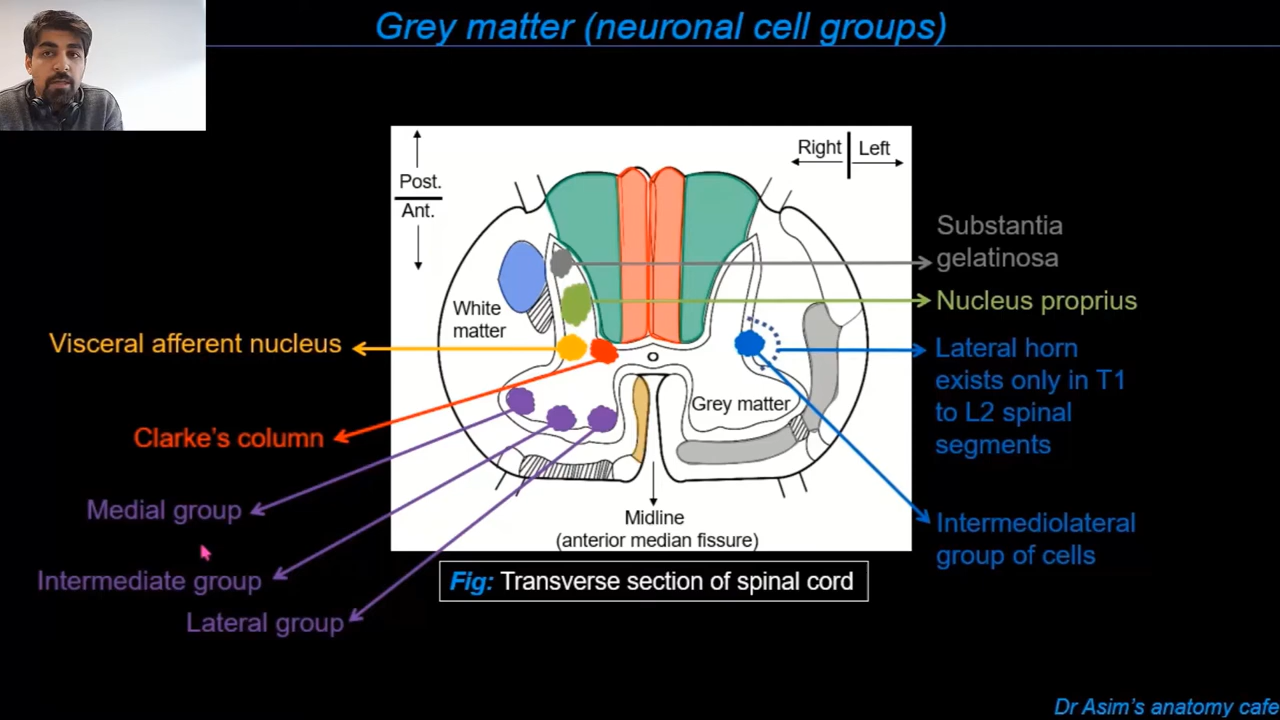 Grey matter (neuronal cell groups)
Post.
Ant.
Right
Left
White
matter
Grey matter
Midline
(anterior median fissure)
Visceral afferent nucleus
Clarke's column
Medial group
Intermediate group
Lateral group
Substantia
gelatinosa
Nucleus proprius
Lateral horn
exists only in T1
to L2 spinal
segments
Intermediolateral
group of cells
Fig: Transverse section of spinal cord
Dr Asim's anatomy cafe